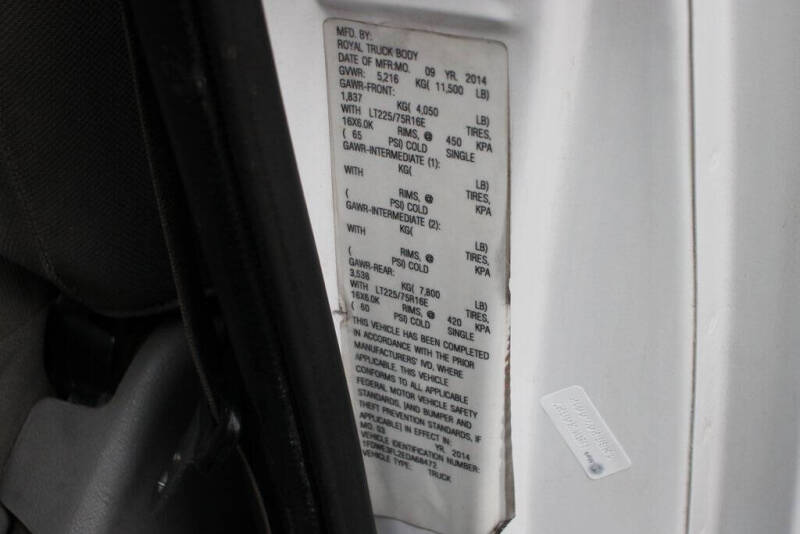 MFD. BY:
ROYAL TRUCK BODY
DATE OF MFR:MO. 09 YR. 2014
GVWR: 5,216 KG( 11,500 LB)
GAWR-FRONT:
1,837 KG( 4,050 LB)
WITH LT225/75R16E TIRES,
16X6.0K RIMS, @ 450 KPA
( 65 PSI) COLD SINGLE
GAWR-INTERMEDIATE (1):
KG( LB)
WITH TIRES,
RIMS, @ KPA
( PSI) COLD
GAWR-INTERMEDIATE (2):
KG( LB)
WITH TIRES,
RIMS, @ KPA
( PSI) COLD
GAWR-REAR:
3,538 KG( 7,800 LB)
WITH LT225/75R16E TIRES,
16X6.0K RIMS, @ 420 KPA
( 60 PSI) COLD SINGLE
THIS VEHICLE HAS BEEN COMPLETED
IN ACCORDANCE WITH THE PRIOR
MANUFACTURERS' IVD, WHERE
APPLICABLE. THIS VEHICLE
CONFORMS TO ALL APPLICABLE
FEDERAL MOTOR VEHICLE SAFETY
STANDARDS, [AND BUMPER AND
THEFT PREVENTION STANDARDS, IF
APPLICABLE] IN EFFECT IN:
MO. 03 YR. 2014
VEHICLE IDENTIFICATION NUMBER:
1FDWE3FL2EDA68472
VEHICLE TYPE: TRUCK